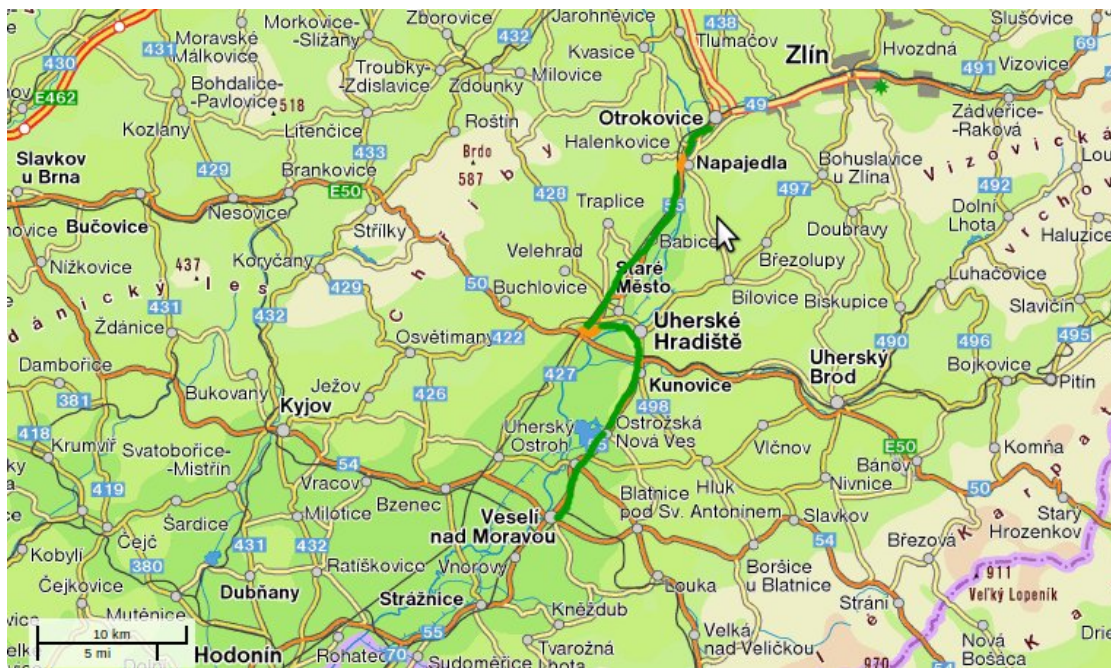 Morkovice-
-Slížany
Zborovice
Jarohněvice
438
Slušovice
431
Moravské
Málkovice
432
Kvasice
Tlumačov
Zlín
Hvozdná
69
430
Troubky-
-Zdislavice
Zdounky
Milovice
491
Vizovice
E462
Bohdalice-
-Pavlovice
518
Kozlany
Litenčice
Roštín
Otrokovice
49
Zádveřice-
-Raková
433
Halenkovice
Slavkov
u Brna
429
Brankovice
Brdo
587
Napajedla
Bohuslavice
u Zlína
Vizovická
E50
428
497
492
Nesovice
Traplice
55
Dolní
Lhota
Bučovice
Střílky
Doubravy
Haluzice
Babice
Velehrad
Březolupy
Nížkovice
437
Koryčany
Staré
Město
Luhačovice
429
50
Buchlovice
Bílovice
Biskupice
Slavičín
431
432
Ždánice
Osvětimany
422
Uherské
Hradiště
490
496
495
Dambořice
427
Uherský
Brod
Bojkovice
Pitín
381
Bukovany
Ježov
426
Kunovice
498
418
Kyjov
Uherský
Ostroh
55
Ostrožská
Nová Ves
Krumvíř
Svatobořice-
-Mistřín
Vlčnov
E50
Komňa
54
Bánov
419
Vracov
Bzenec
Blatnice
pod Sv. Antonínem
Hluk
Nivnice
50
Šardice
Milotice
Veselí
nad Moravou
Slavkov
Starý
Hrozenkov
Čejč
431
432
54
Březová
Kobylí
380
Ratíškovice
Vnorovy
Boršice
u Blatnice
911
Velký Lopeník
Čejkovice
Dubňany
Louka
Mutěnice
Strážnice
Kněždub
Strání
10 km
5 mi
55
Velká
nad Veličkou
Nová
Bošáca
Hodonín
Rohatec
70
Sudoměřice
Tvarožná
Lhota
970
54